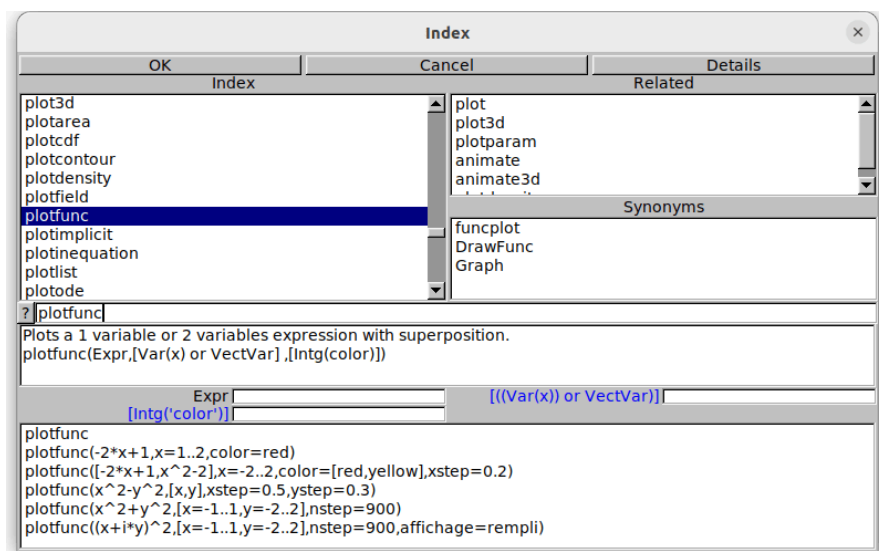 Index
OK
Cancel
Details
Index
Related
plot3d
plotarea
plotcdf
plotcontour
plotdensity
plotfield
plotfunc
plotimplicit
plotinequation
plotlist
plotode
plot
plot3d
plotparam
animate
animate3d
Synonyms
funcplot
DrawFunc
Graph
? plotfunc
Plots a 1 variable or 2 variables expression with superposition.
plotfunc(Expr,[Var(x) or VectVar] ,[Intg(color)])
Expr
[((Var(x)) or VectVar)]
[Intg('color')]
plotfunc
plotfunc(-2*x+1,x=1..2,color=red)
plotfunc([-2*x+1,x^2-2],x=-2..2,color=[red,yellow],xstep=0.2)
plotfunc(x^2-y^2,[x,y],xstep=0.5,ystep=0.3)
plotfunc(x^2+y^2,[x=-1..1,y=-2..2],nstep=900)
plotfunc((x+i*y)^2,[x=-1..1,y=-2..2],nstep=900,affichage=rempli)